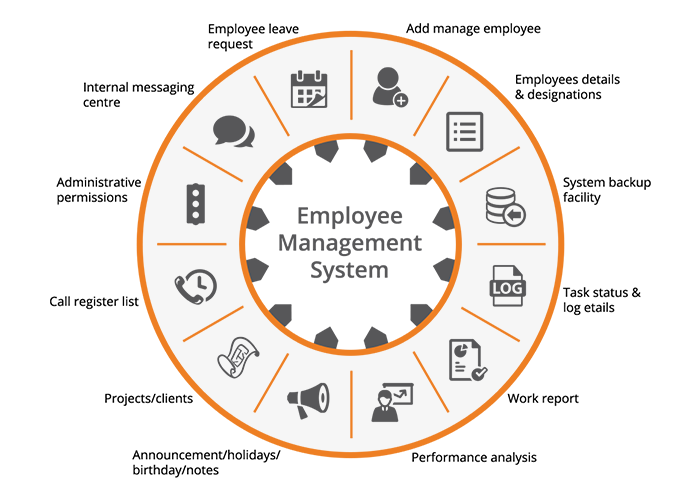 Employee leave
request
Add manage employee
Internal messaging
centre
Employees details
& designations
Administrative
permissions
System backup
facility
Employee
Management
System
Call register list
LOG
Task status &
log etails
Projects/clients
Work report
Announcement/holidays/
birthday/notes
Performance analysis